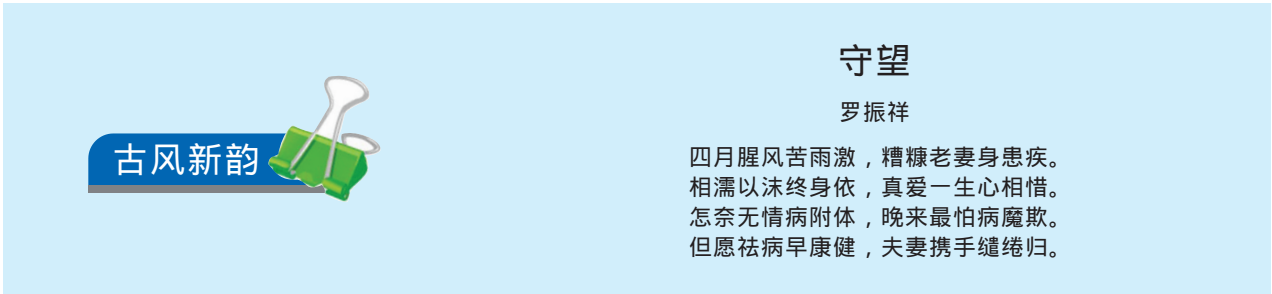 古风新韵
守望
罗振祥
四月腥风苦雨激，糟糠老妻身患疾。
相濡以沫终身依，真爱一生心相惜。
怎奈无情病附体，晚来最怕病魔欺。
但愿祛病早康健，夫妻携手缱绻归。